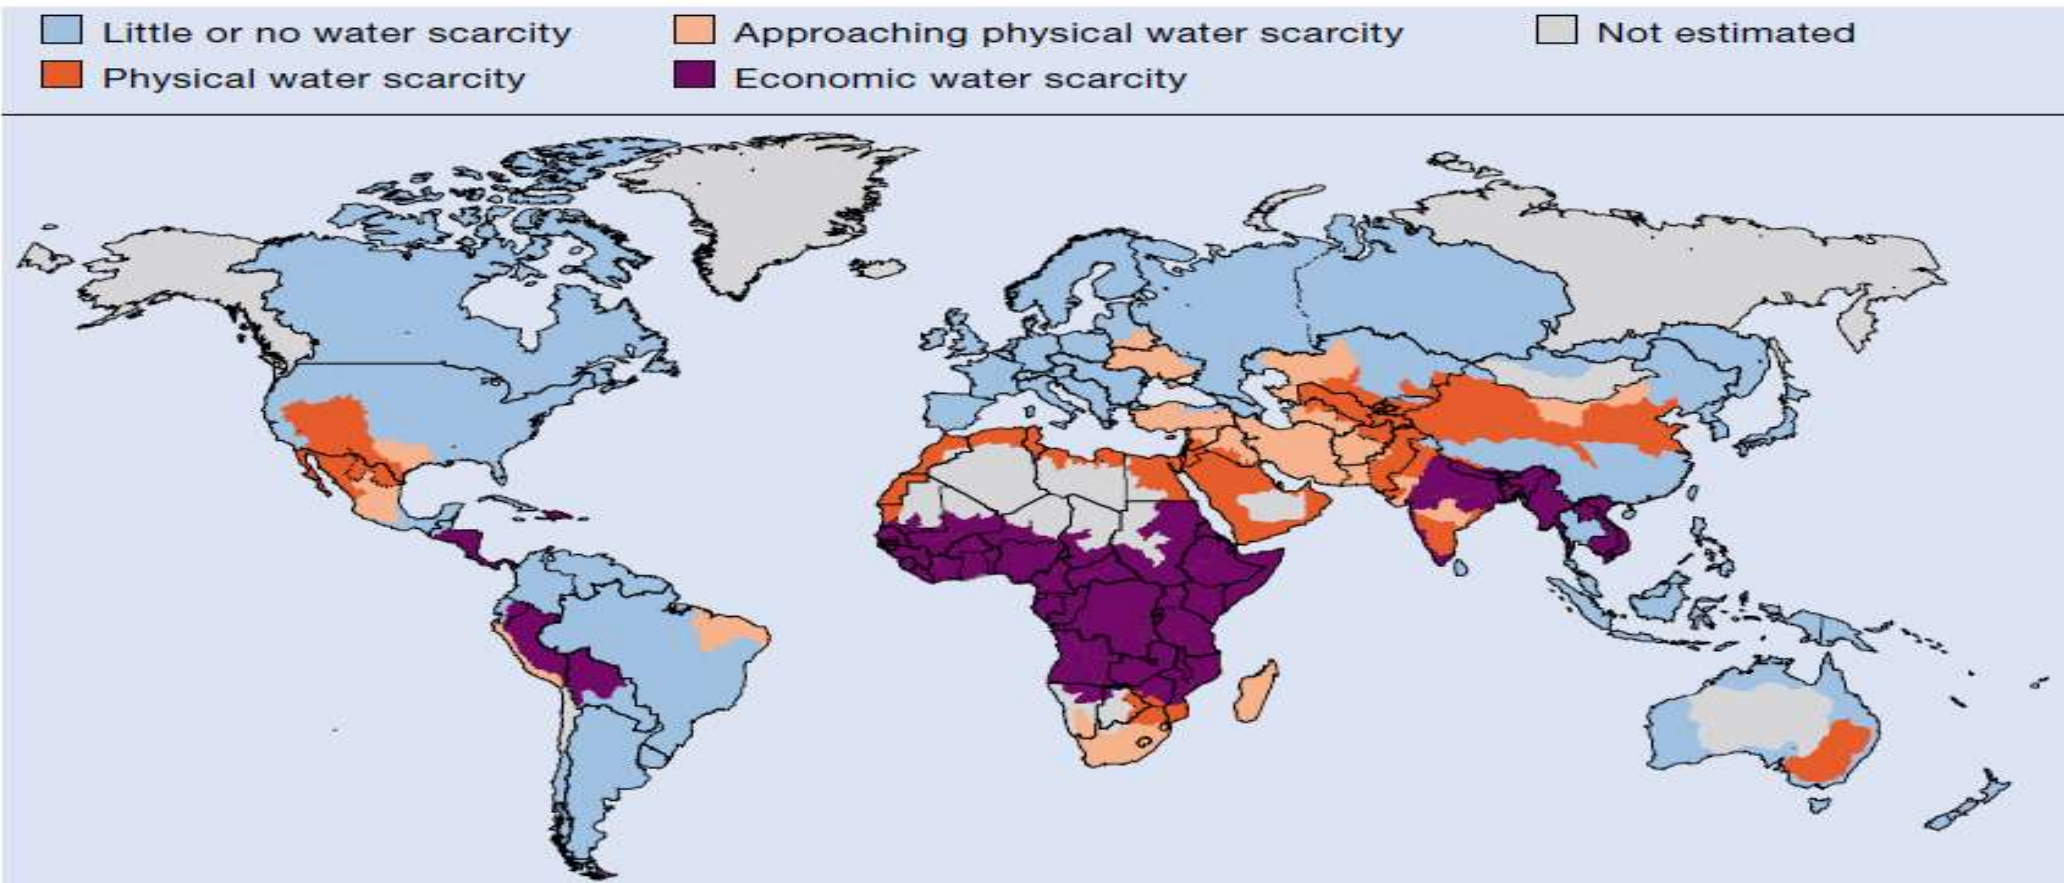 Little or no water scarcity
Approaching physical water scarcity
Not estimated
Physical water scarcity
Economic water scarcity